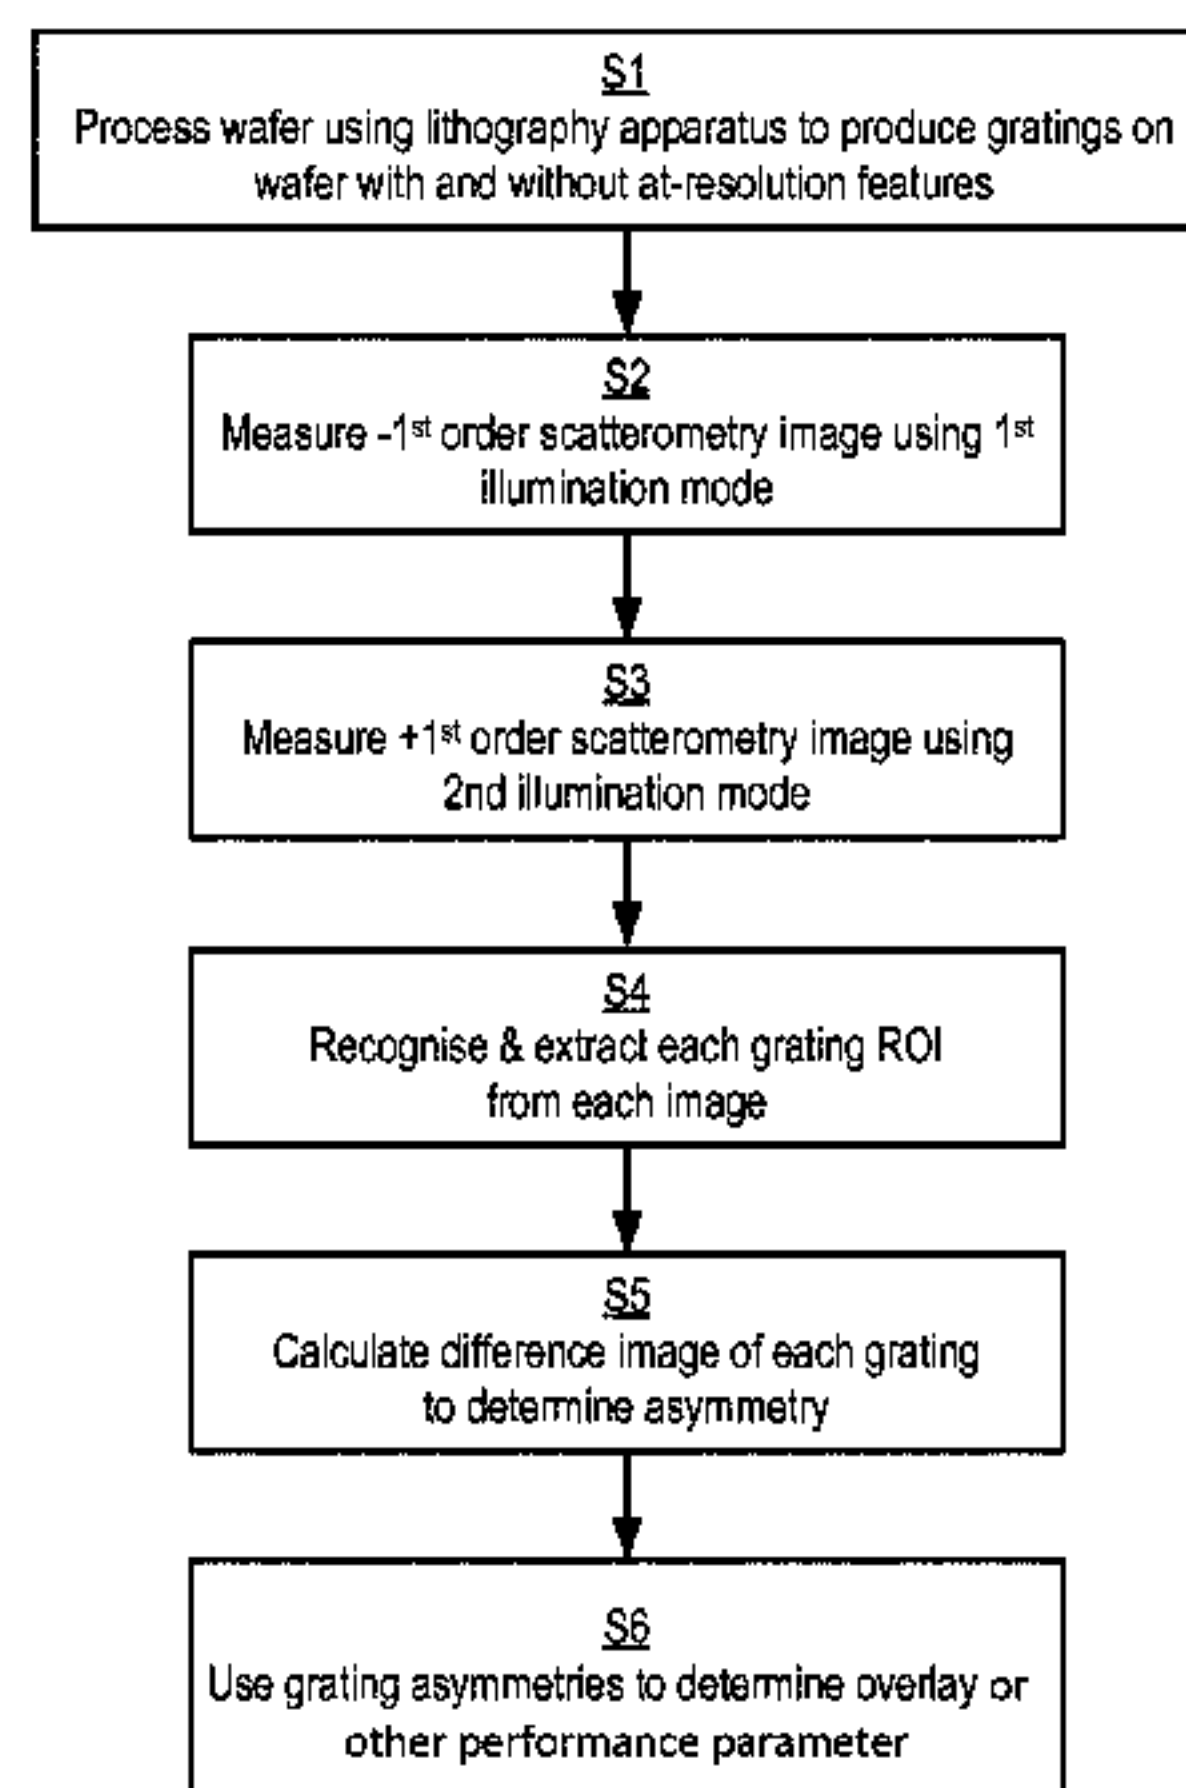 S1
Process wafer using lithography apparatus to produce gratings on
wafer with and without at-resolution features
S2
Measure -1st order scatterometry image using 1st
illumination mode
S3
Measure +1st order scatterometry image using
2nd illumination mode
S4
Recognise & extract each grating ROI
from each image
S5
Calculate difference image of each grating
to determine asymmetry
S6
Use grating asymmetries to determine overlay or
other performance parameter